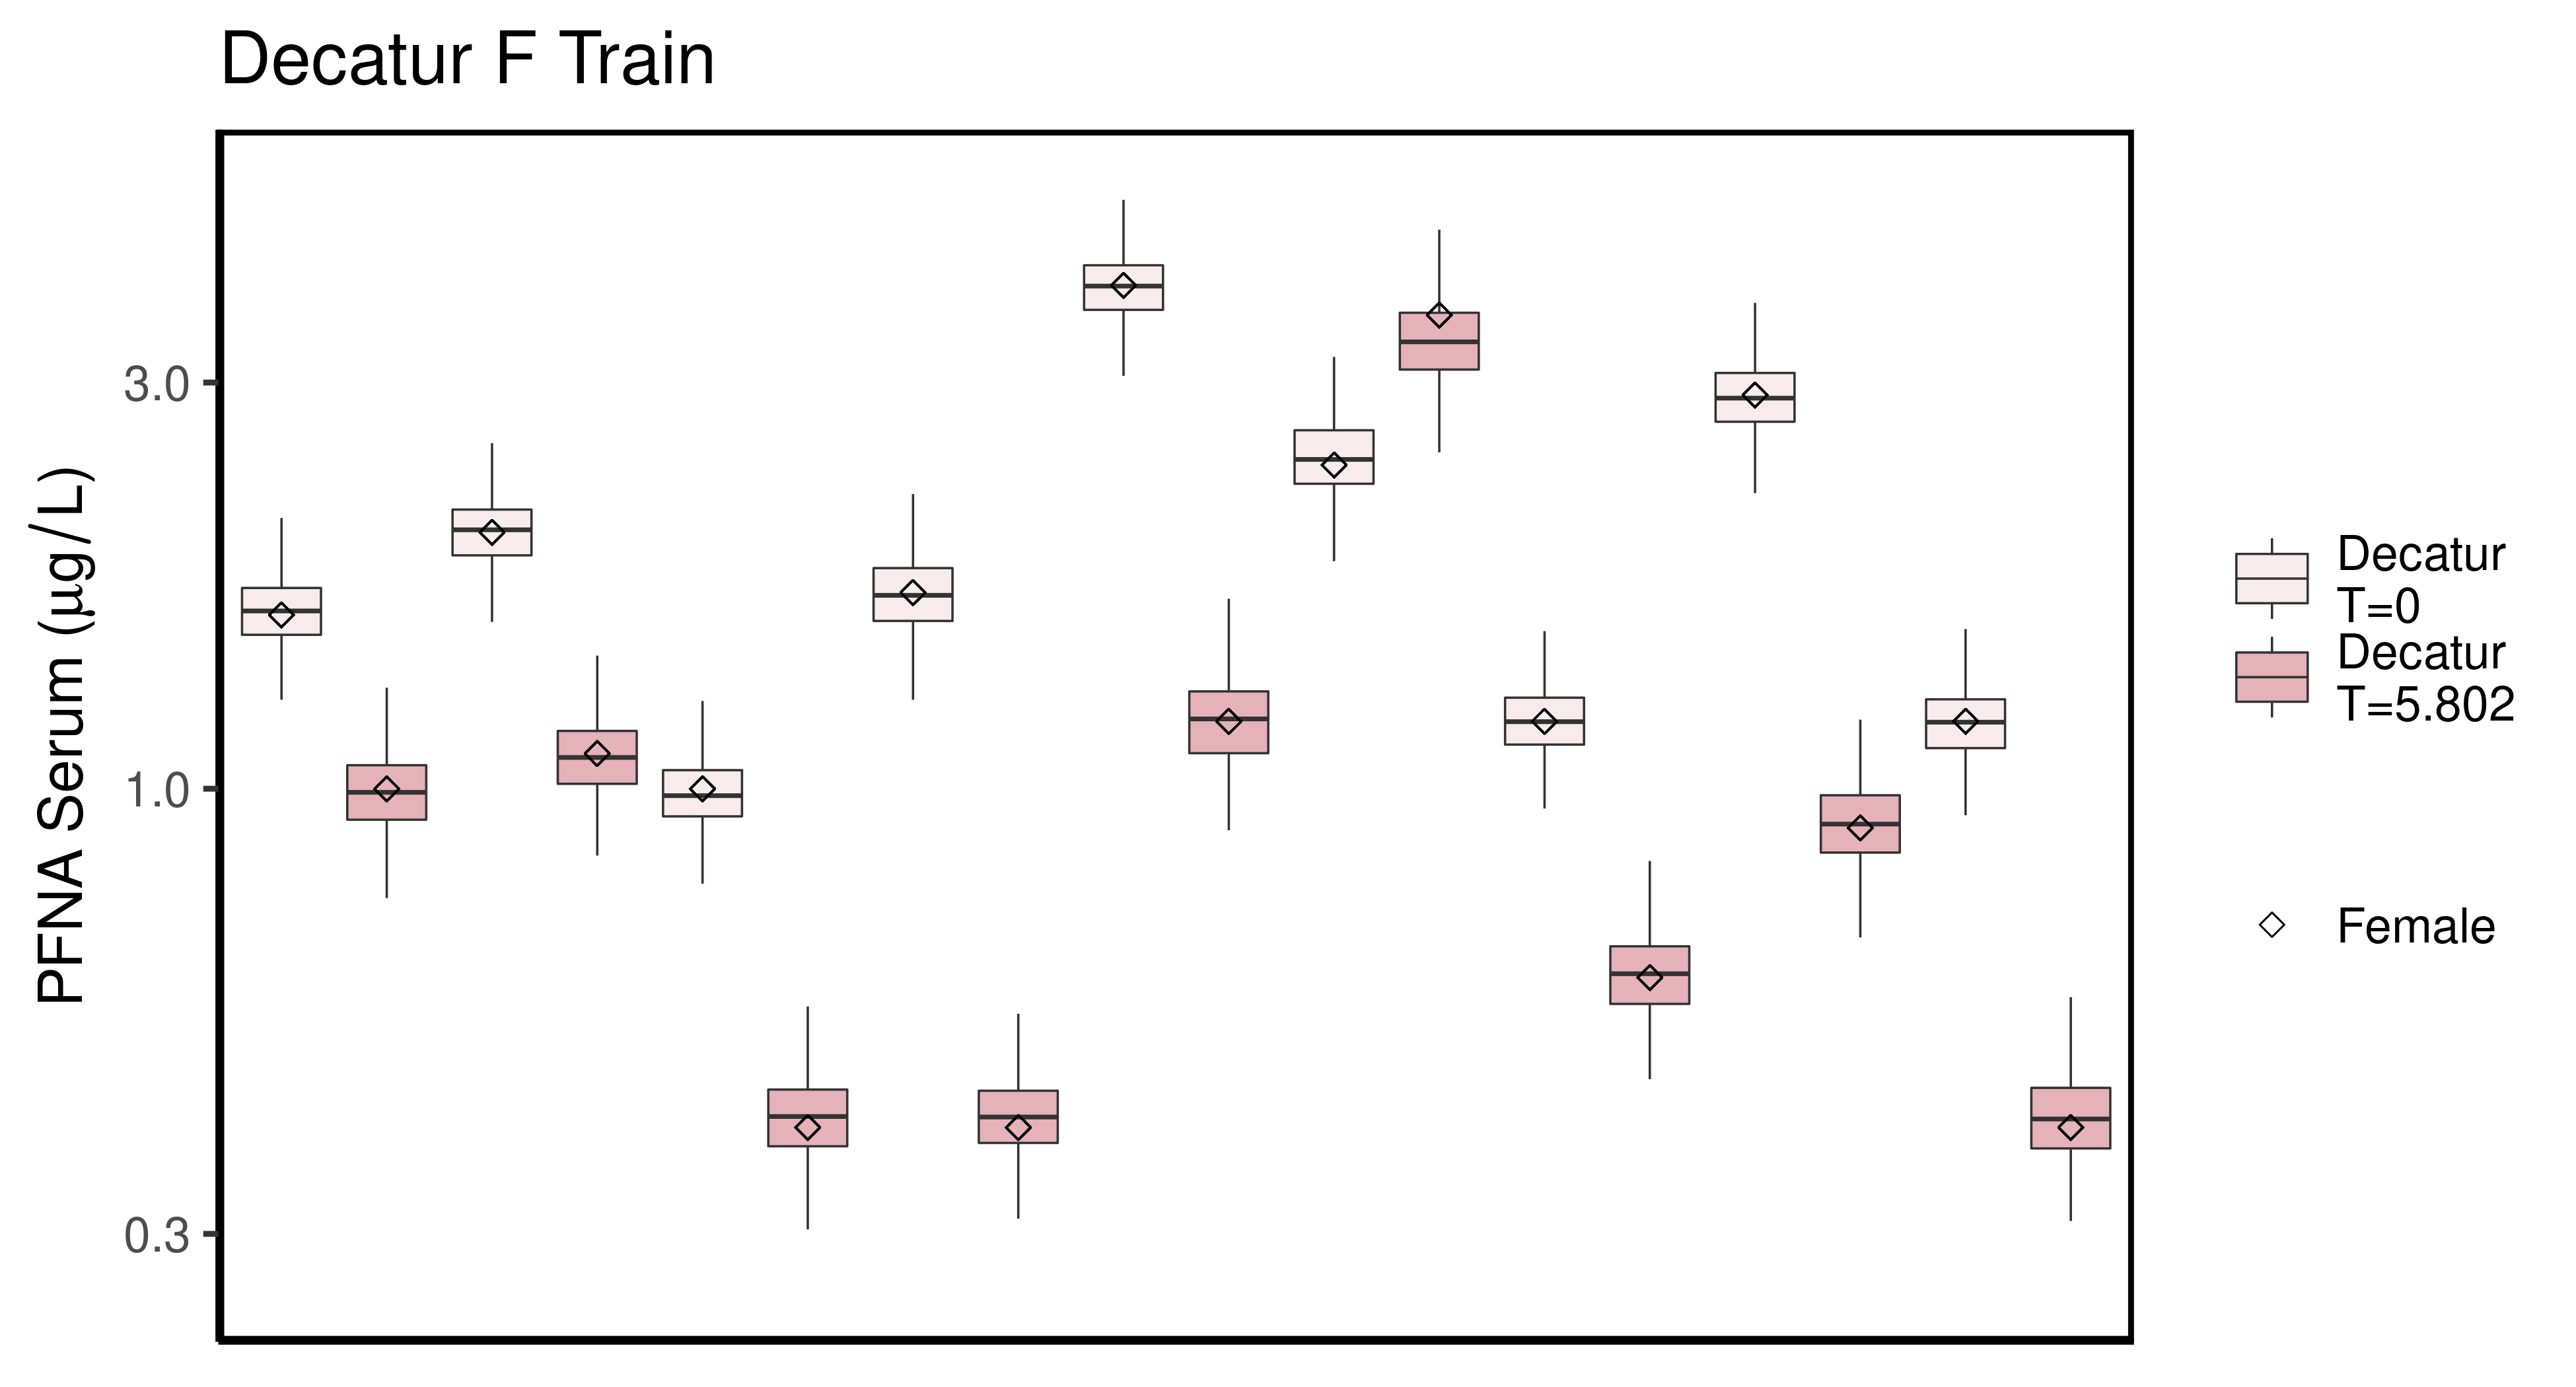 Decatur F Train
PFNA Serum (μg/L)
3.0
1.0
0.3
Decatur
T=0
Decatur
T=5.802
Female